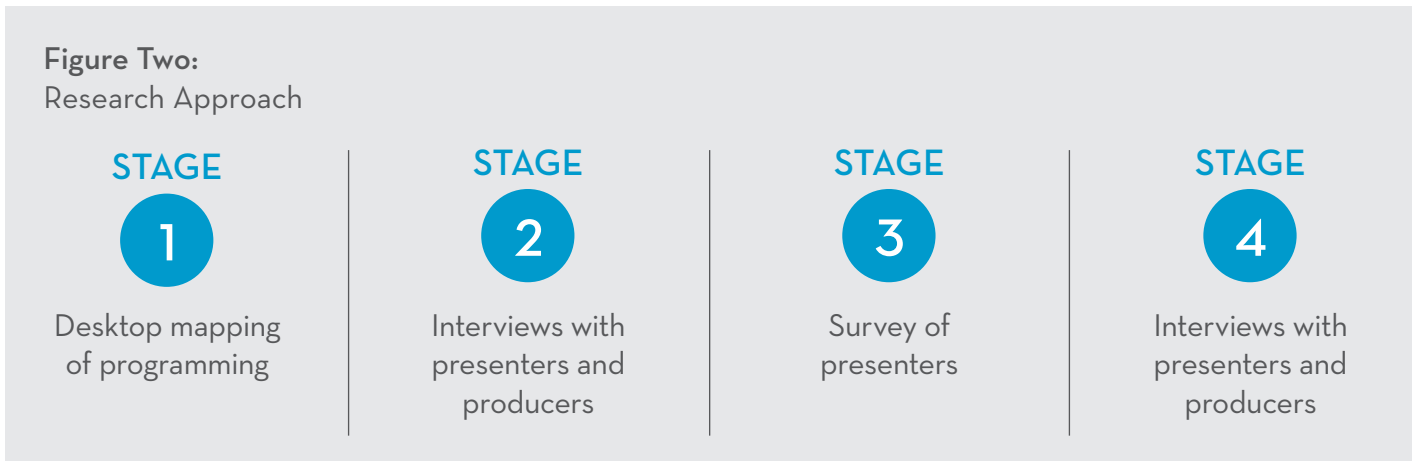 Figure Two:
Research Approach
STAGE
1
Desktop mapping
of programming
STAGE
2
Interviews with
presenters and
producers
STAGE
3
Survey of
presenters
STAGE
4
Interviews with
presenters and
producers